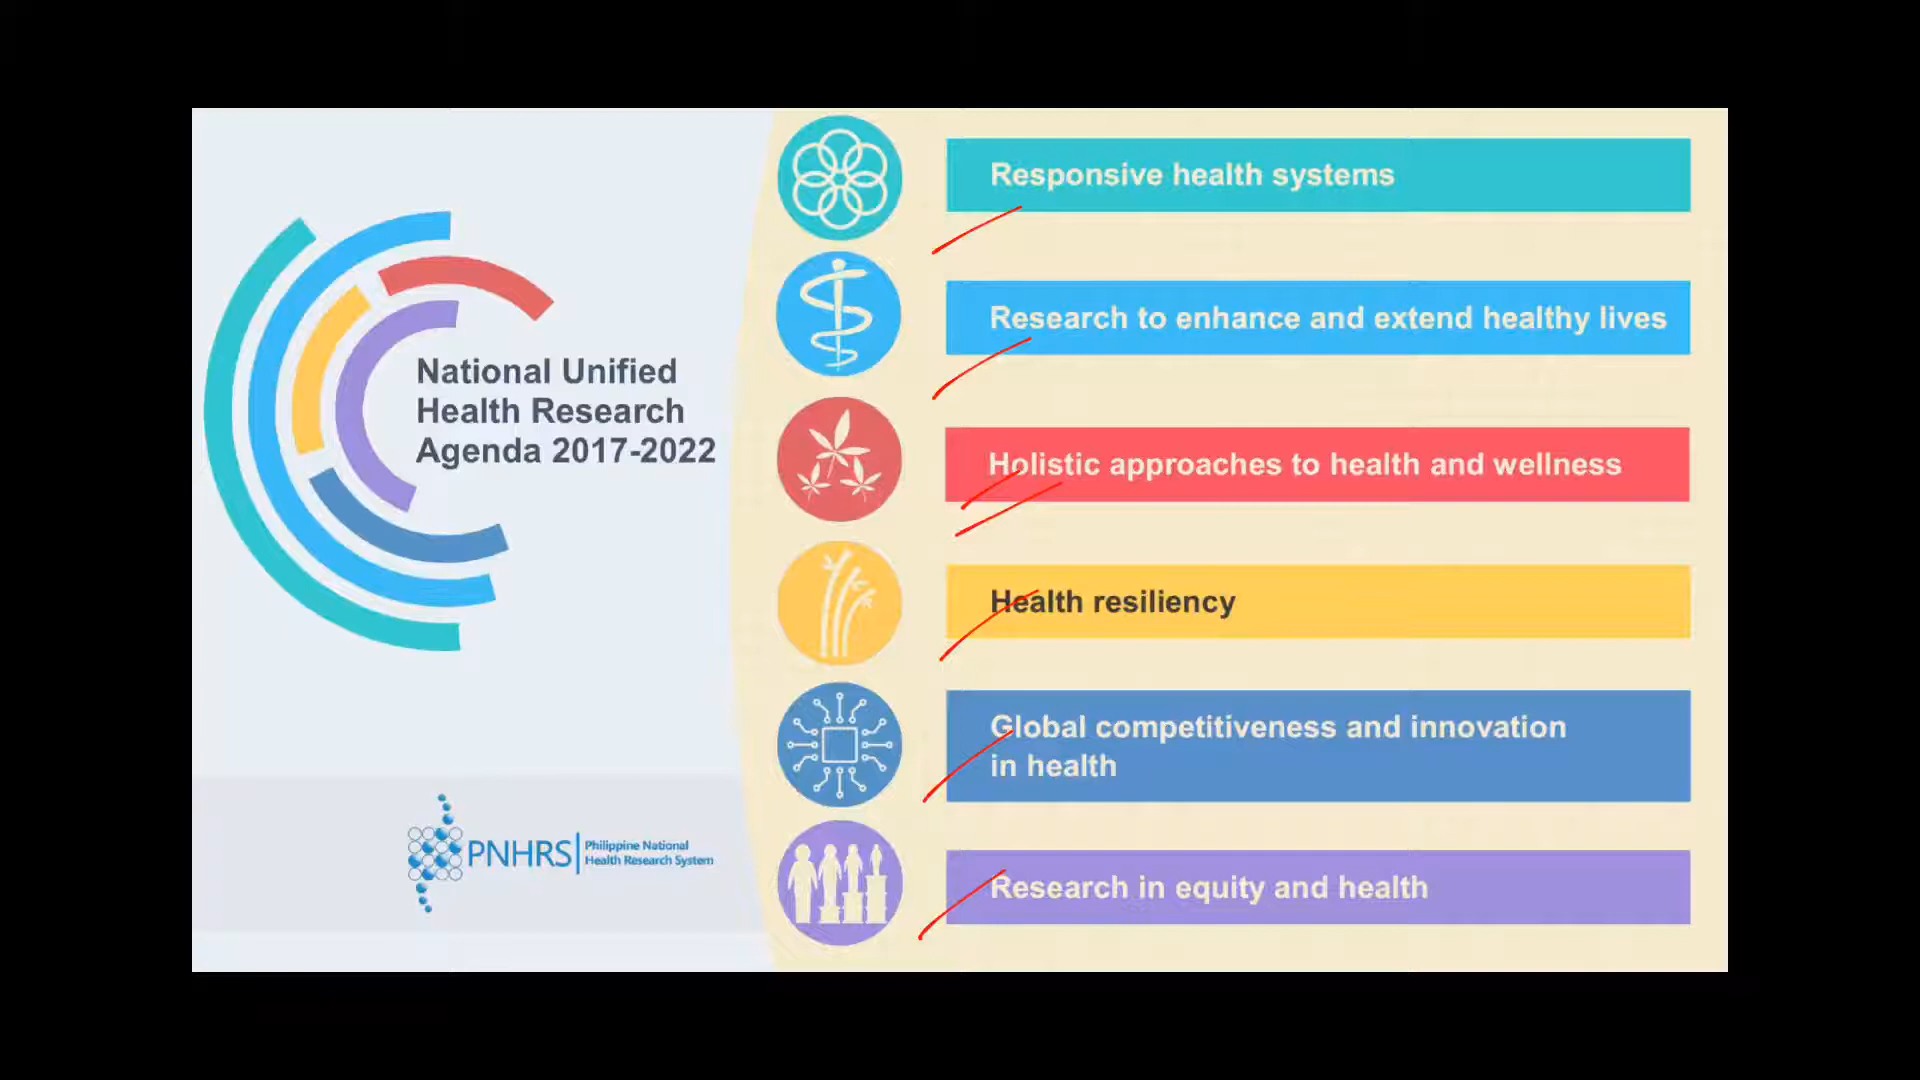 National Unified
Health Research
Agenda 2017-2022
PNHRS
Philippine National
Health Research System
Responsive health systems
Research to enhance and extend healthy lives
Holistic approaches to health and wellness
Health resiliency
Global competitiveness and innovation
in health
Research in equity and health